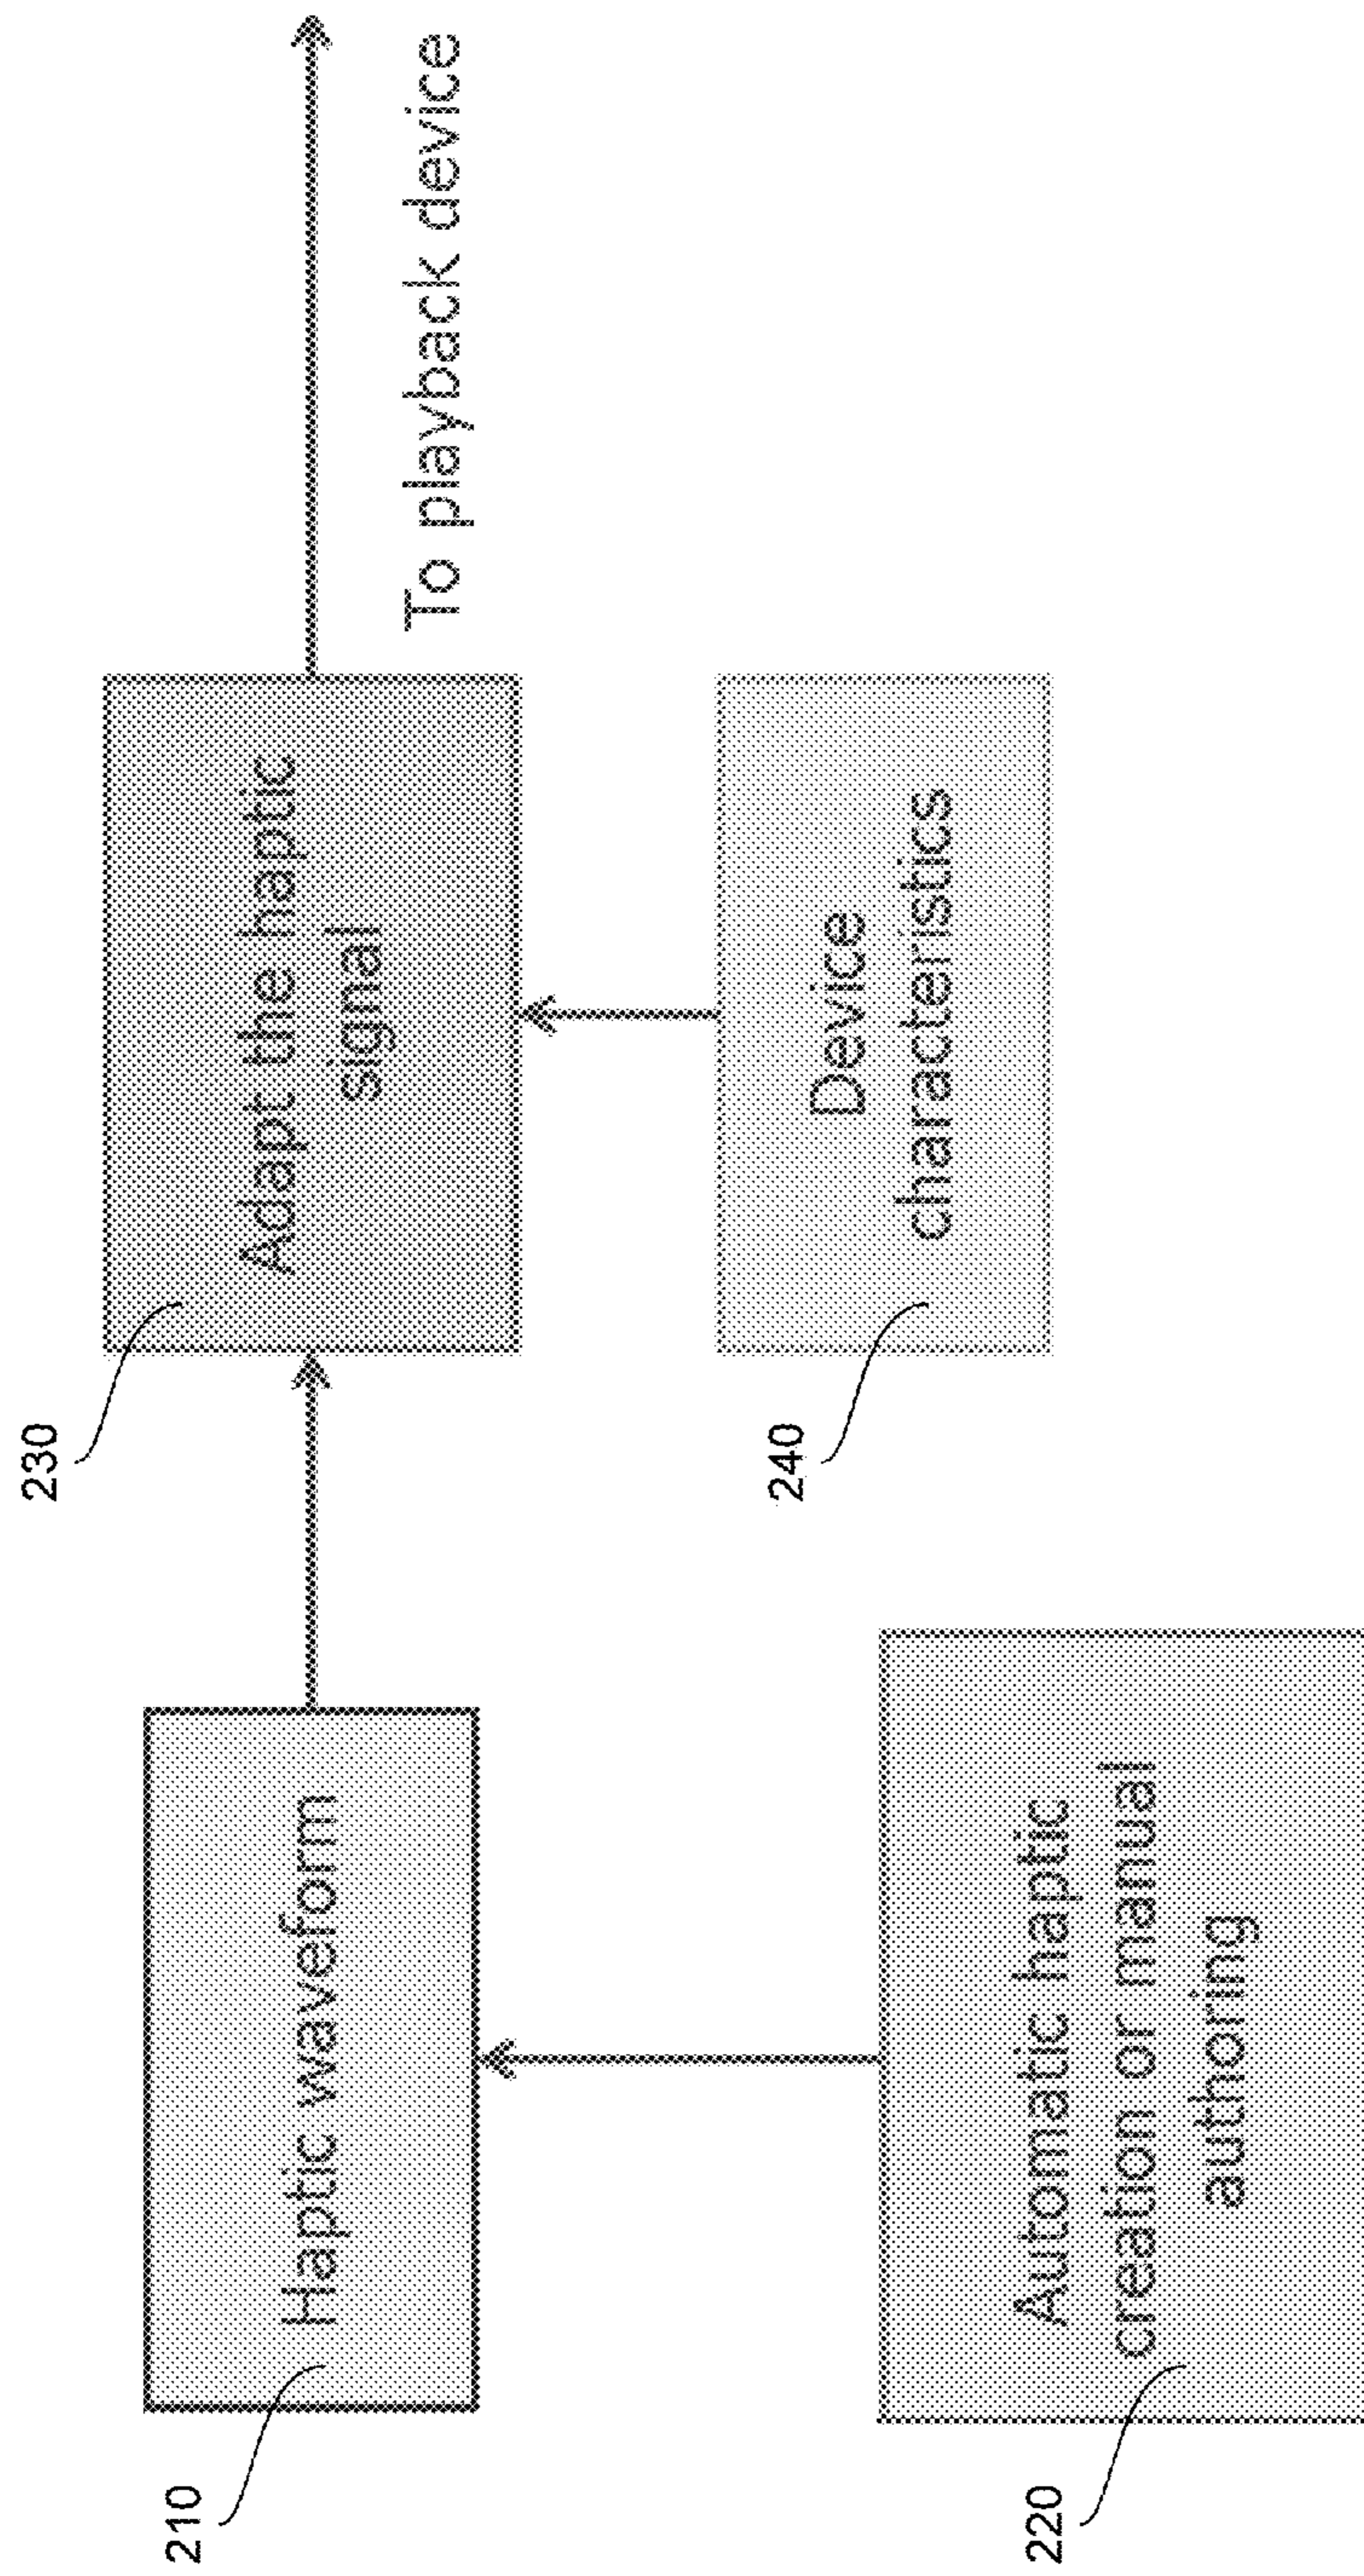 230
Adapt the haptic
signal
To playback device
210
Haptic waveform
240
Device
characteristics
220
Automatic haptic
creation or manual
authoring